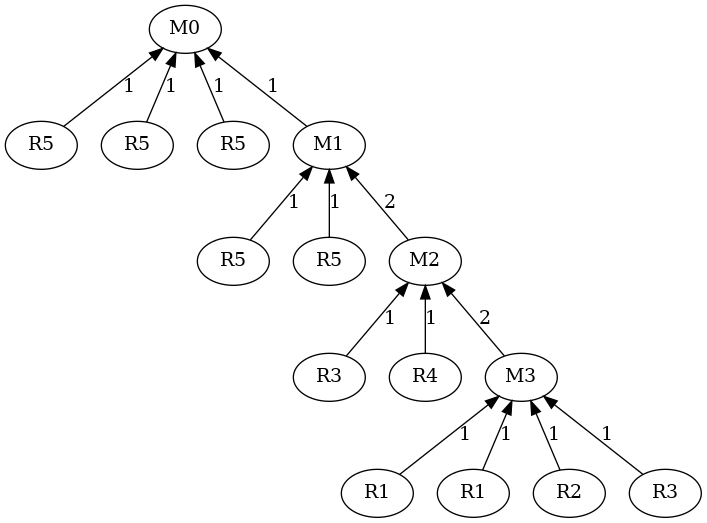 M0
1 1 1 1
R5 R5 R5 M1
1 1 2
R5 R5 M2
1 1 2
R3 R4 M3
1 1 1 1
R1 R1 R2 R3